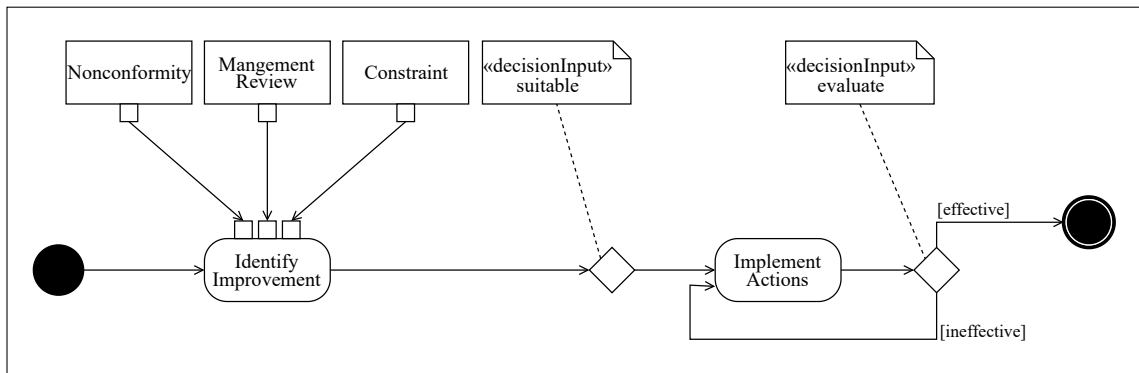 Nonconformity
Mangement
Review
Constraint
«decisionInput»
suitable
«decisionInput»
evaluate
[effective]
Identify
Improvement
Implement
Actions
[ineffective]